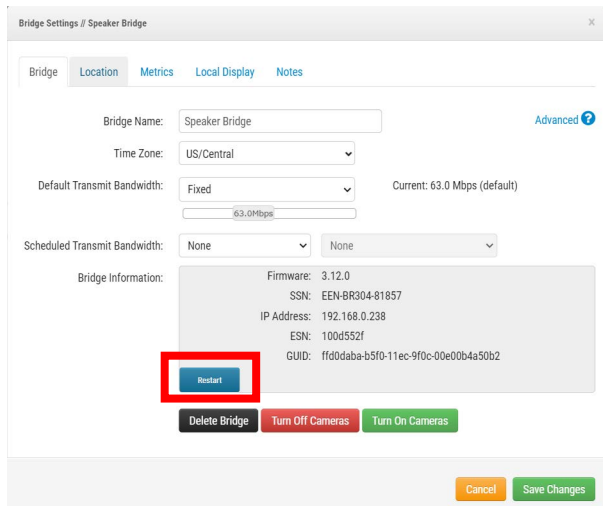 Bridge Settings // Speaker Bridge x
Bridge Location Metrics Local Display Notes
Bridge Name: Speaker Bridge Advanced ?
Time Zone: US/Central
Default Transmit Bandwidth: Fixed Current: 63.0 Mbps (default)
63.0Mbps
Scheduled Transmit Bandwidth: None None
Bridge Information: Firmware: 3.12.0
SSN: EEN-BR304-81857
IP Address: 192.168.0.238
ESN: 100d552f
GUID: ffd0daba-b5f0-11ec-9f0c-00e00b4a50b2
Restart
Delete Bridge Turn Off Cameras Turn On Cameras
Cancel Save Changes